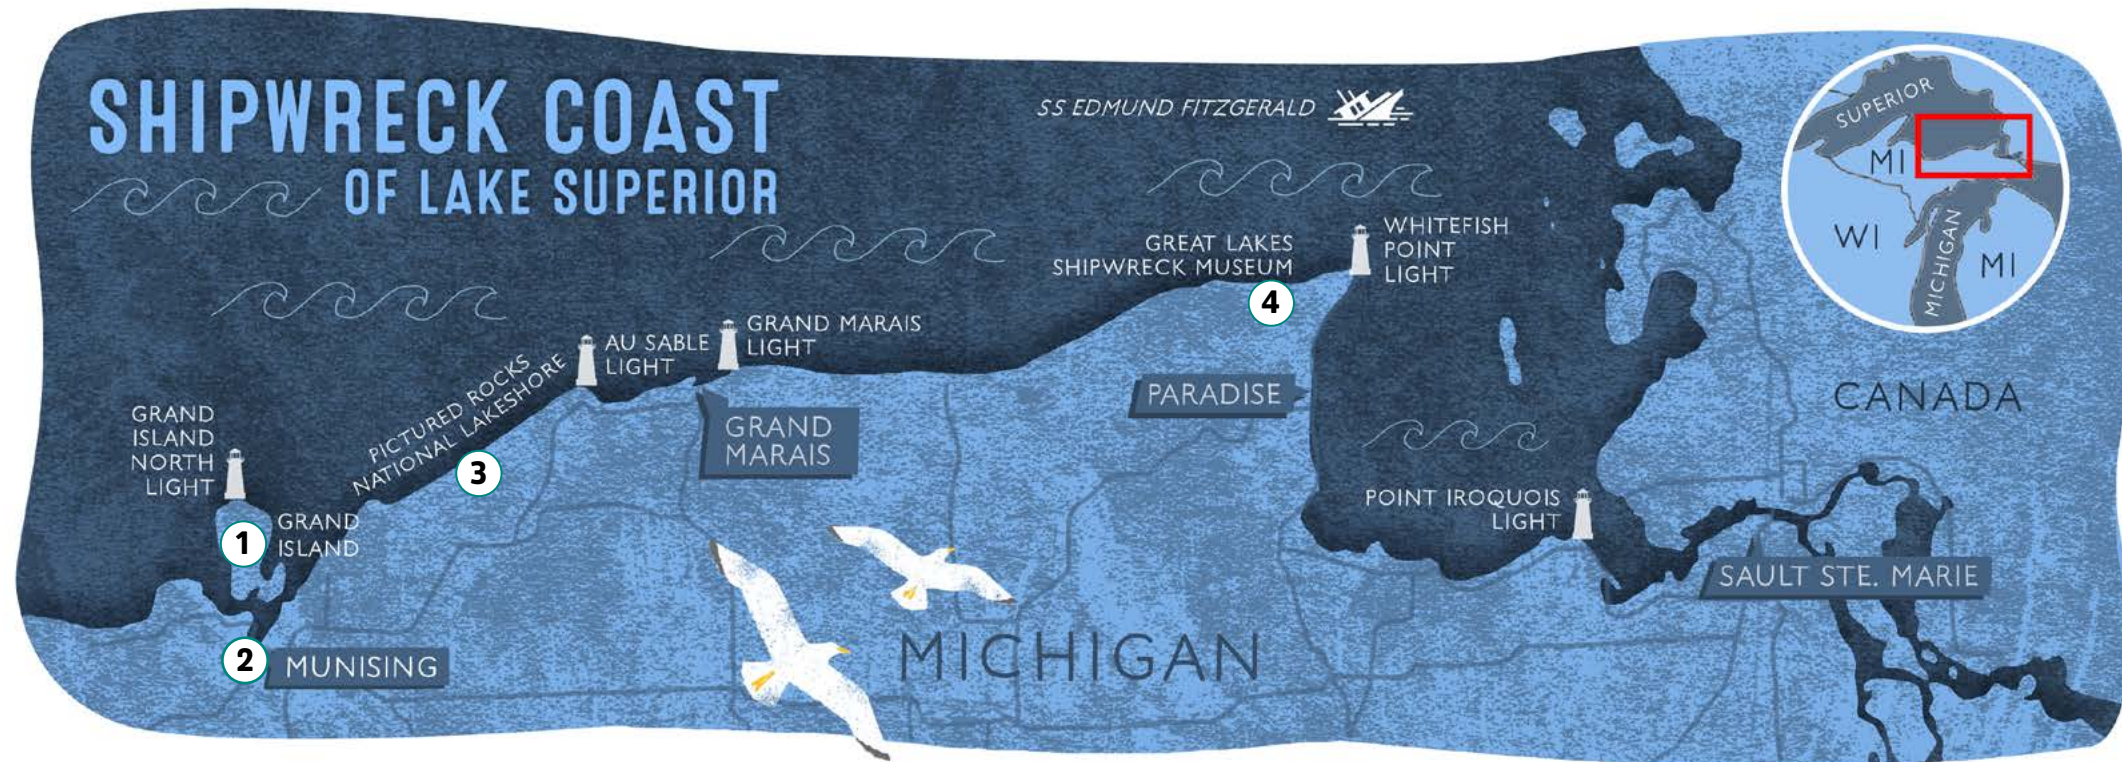 SHIPWRECK COAST
OF LAKE SUPERIOR
SS EDMUND FITZGERALD
SUPERIOR
MI
WI
MICHIGAN
MI
WHITEFISH
POINT
LIGHT
GREAT LAKES
SHIPWRECK MUSEUM
4
GRAND MARAIS
LIGHT
AU SABLE
LIGHT
PICTURED ROCKS
NATIONAL LAKESHORE
3
PARADISE
CANADA
GRAND
ISLAND
NORTH
LIGHT
GRAND
MARAIS
POINT IROQUOIS
LIGHT
GRAND
ISLAND
1
SAULT STE. MARIE
MICHIGAN
2
MUNISING